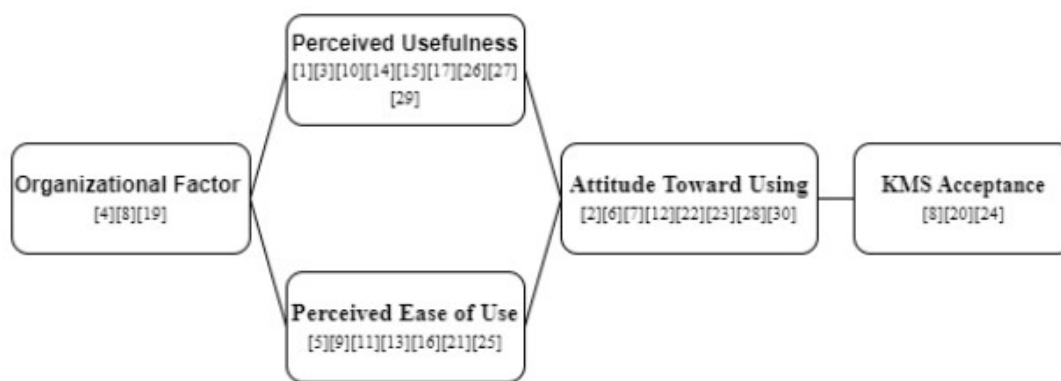 Perceived Usefulness
[1][3][10][14][15][17][26][27]
[29]
Organizational Factor
[4][8][19]
Attitude Toward Using
[2][6][7][12][22][23][28][30]
KMS Acceptance
[8][20][24]
Perceived Ease of Use
[5][9][11][13][16][21][25]